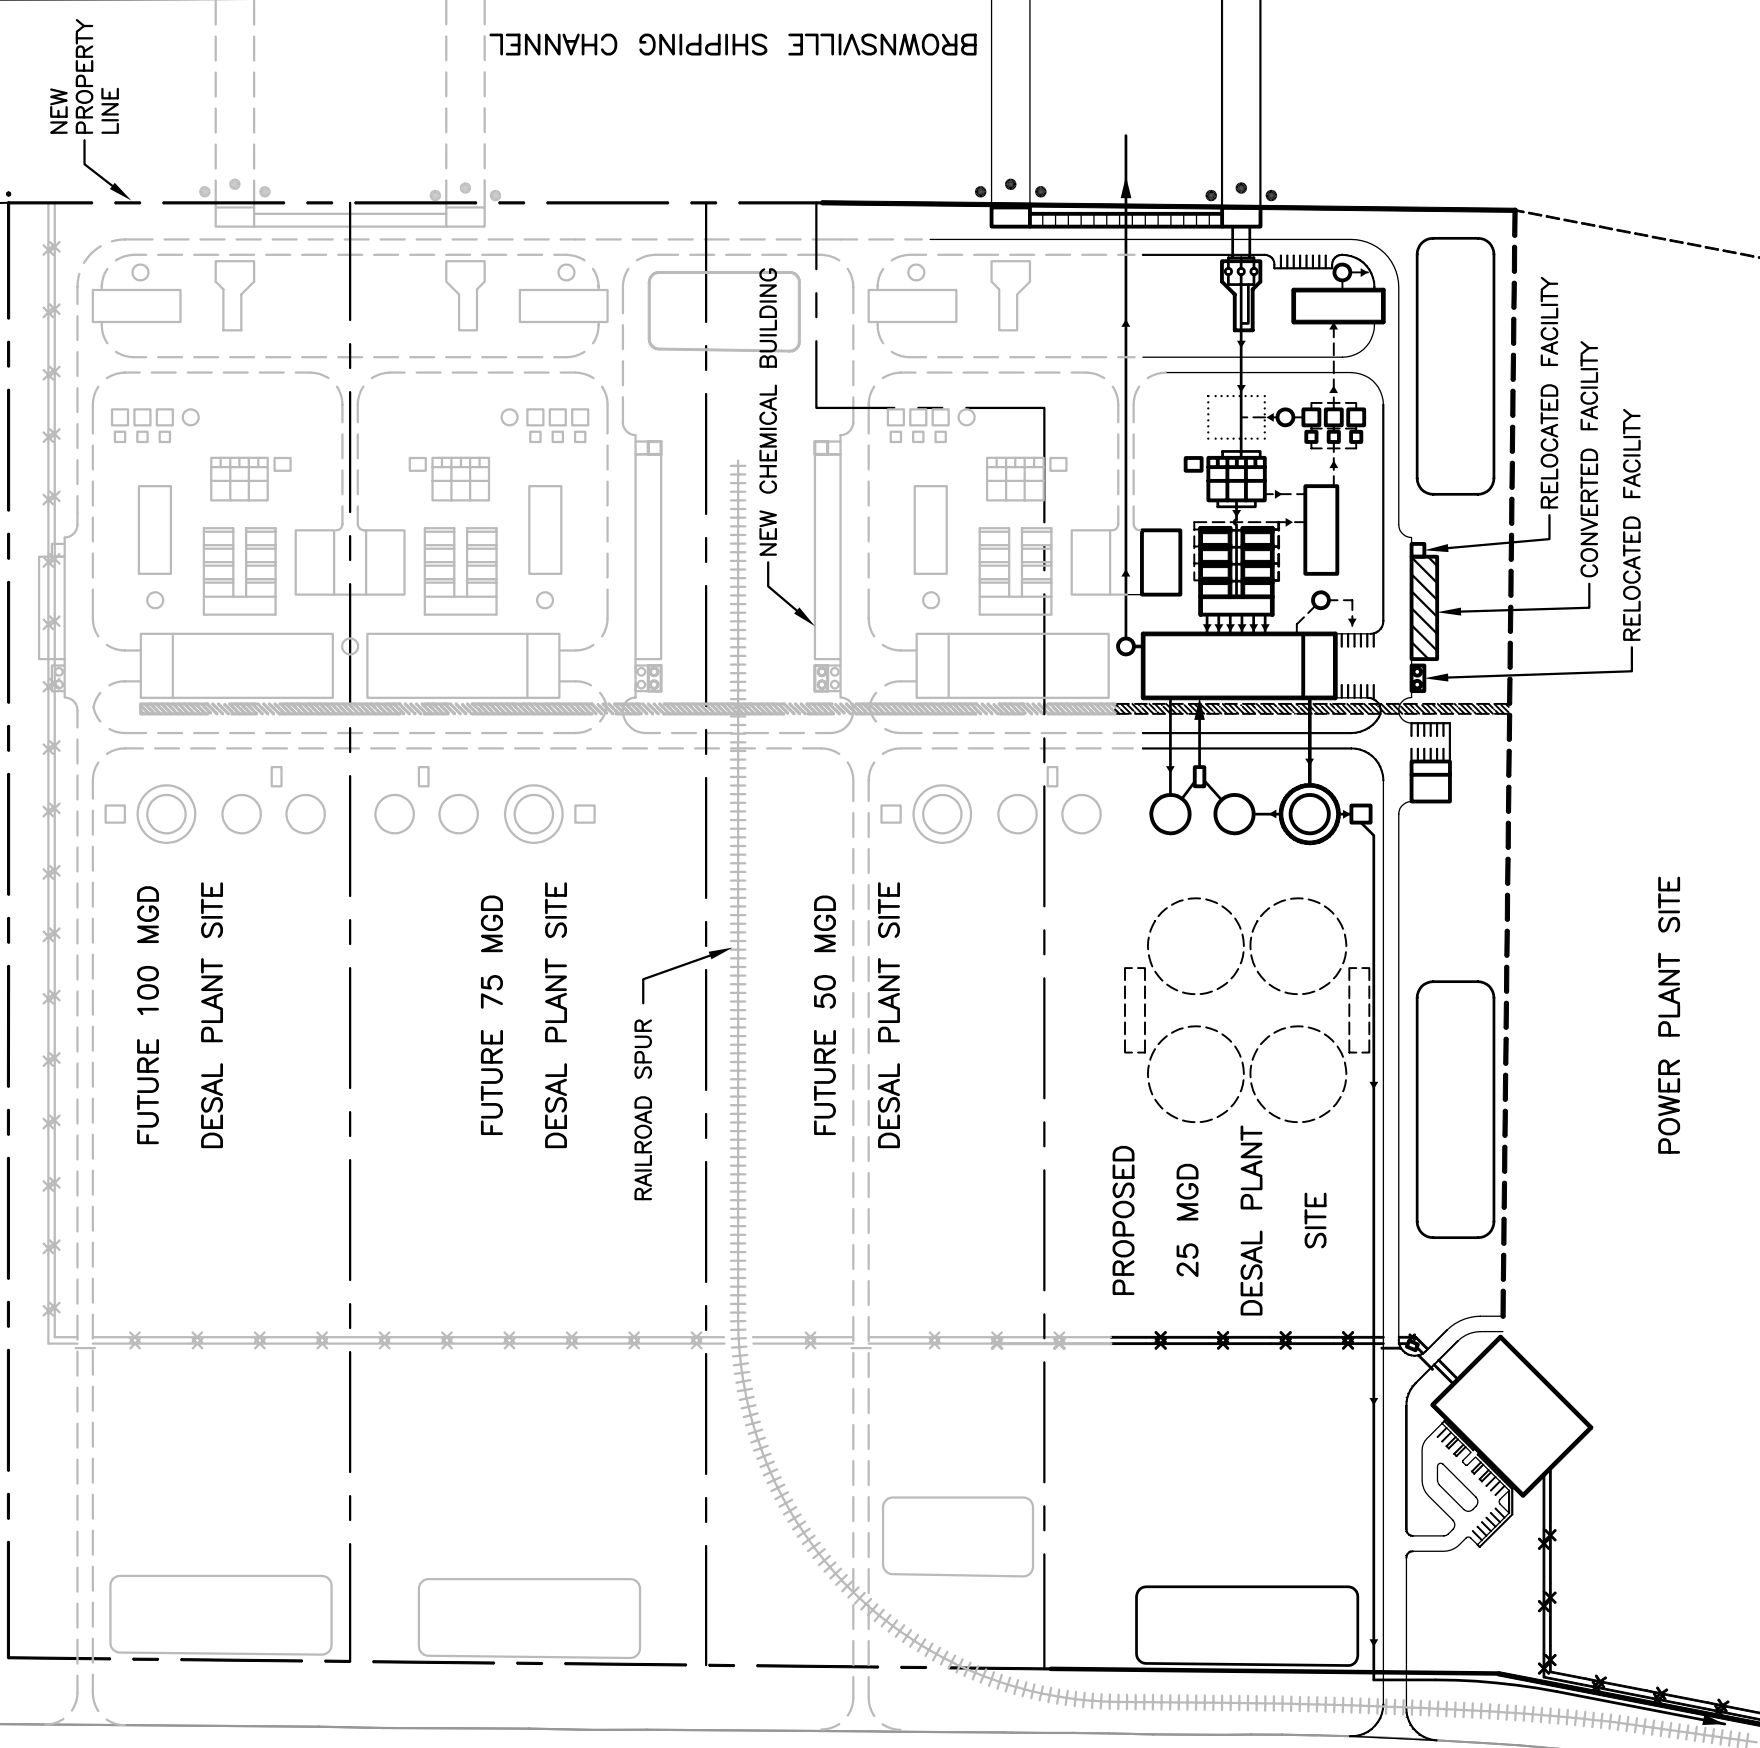 BROWNSVILLE SHIPPING CHANNEL
NEW
PROPERTY
LINE
NEW CHEMICAL BUILDING
RELOCATED FACILITY
CONVERTED FACILITY
RELOCATED FACILITY
FUTURE 100 MGD
DESAL PLANT SITE
FUTURE 75 MGD
DESAL PLANT SITE
RAILROAD SPUR
FUTURE 50 MGD
DESAL PLANT SITE
PROPOSED
25 MGD
DESAL PLANT
SITE
POWER PLANT SITE